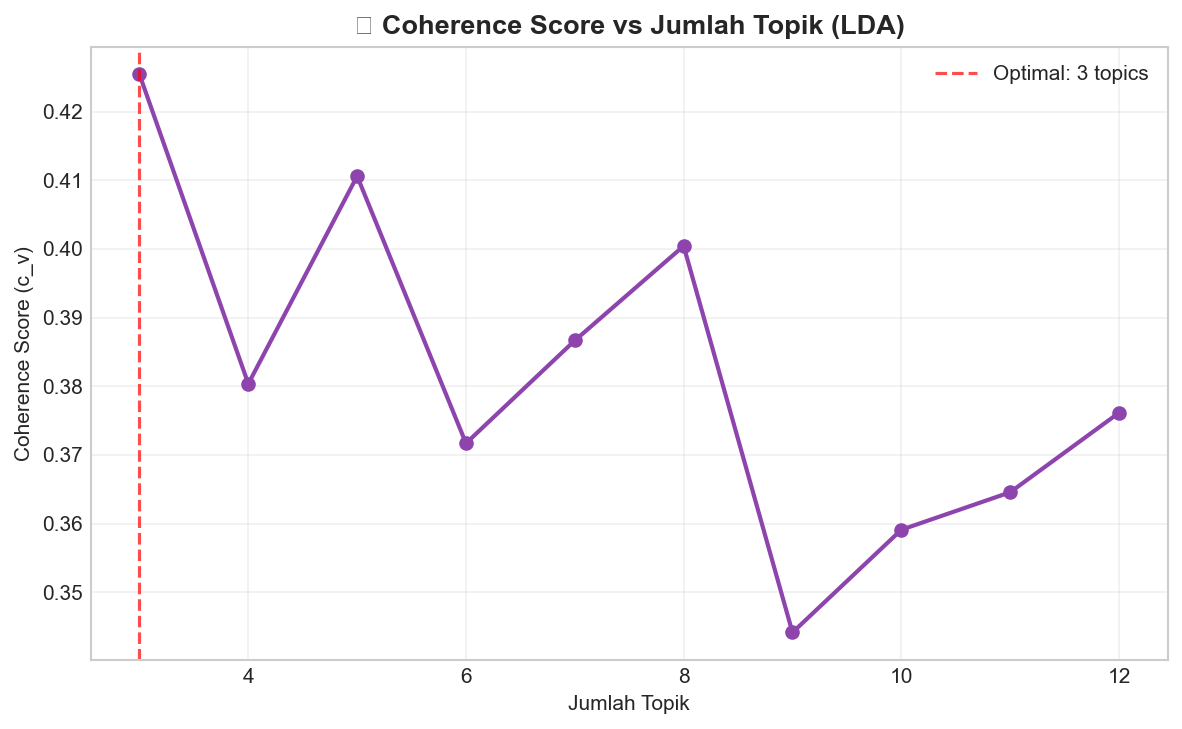 Coherence Score vs Jumlah Topik (LDA)
Optimal: 3 topics
Coherence Score (c_v)
0.42
0.41
0.40
0.39
0.38
0.37
0.36
0.35
4 6 8 10 12
Jumlah Topik